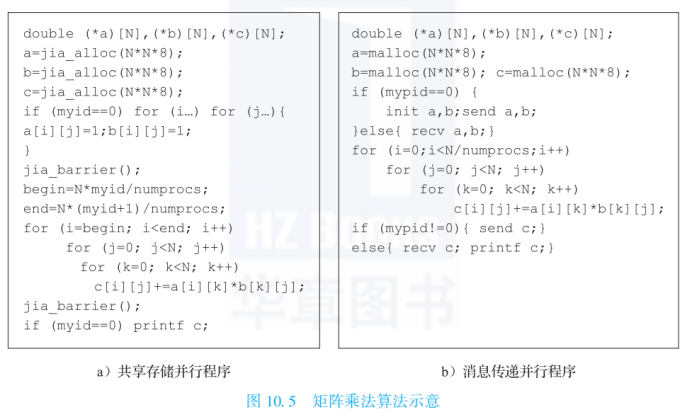 double (*a)[N],(*b)[N],(*c)[N];
a=jia_alloc(N*N*8);
b=jia_alloc(N*N*8);
c=jia_alloc(N*N*8);
if (myid==0) for (i…) for (j…){
a[i][j]=1;b[i][j]=1;
}
jia_barrier();
begin=N*myid/numprocs;
end=N*(myid+1)/numprocs;
for (i=begin; i<end; i++)
for (j=0; j<N; j++)
for (k=0; k<N; k++)
c[i][j]+=a[i][k]*b[k][j];
jia_barrier();
if (myid==0) printf c;
a）共享存储并行程序
double (*a)[N],(*b)[N],(*c)[N];
a=malloc(N*N*8);
b=malloc(N*N*8); c=malloc(N*N*8);
if (mypid==0) {
init a,b;send a,b;
}else{ recv a,b;}
for (i=0;i<N/numprocs;i++)
for (j=0; j<N; j++)
for (k=0; k<N; k++)
c[i][j]+=a[i][k]*b[k][j];
if (mypid!=0){ send c;}
else{ recv c; printf c;}
b）消息传递并行程序
图 10.5 矩阵乘法算法示意
HZ Books
华章图书